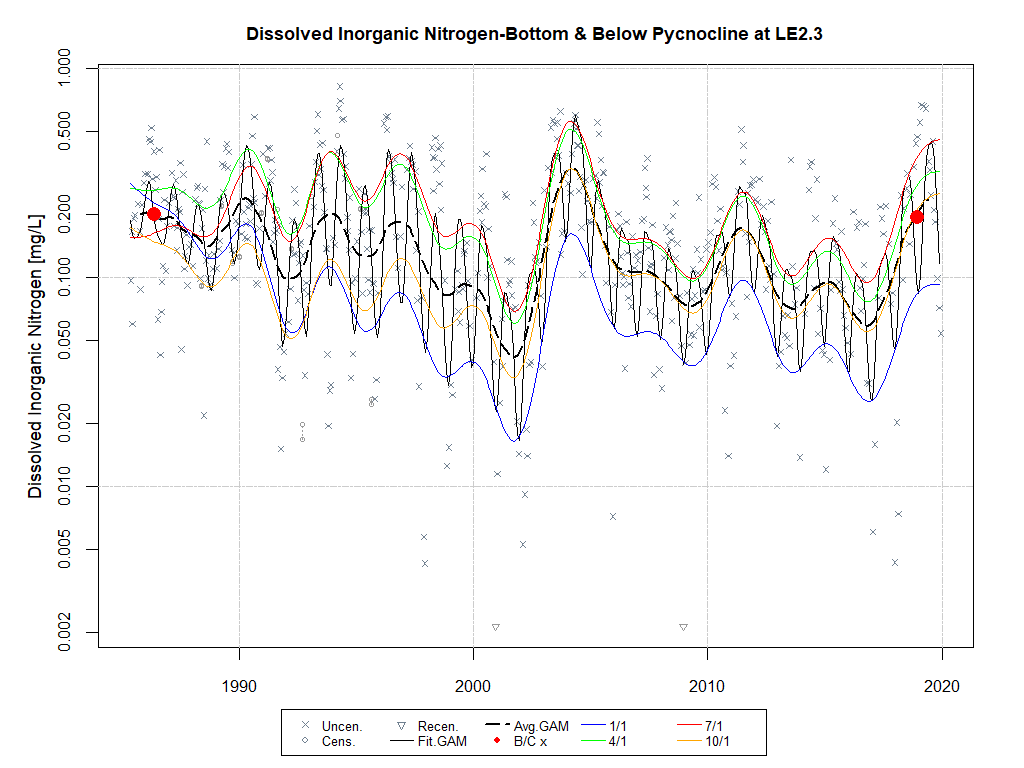 Dissolved Inorganic Nitrogen-Bottom & Below Pycnocline at LE2.3
Dissolved Inorganic Nitrogen [mg/L]
1.000
0.500
0.200
0.100
0.050
0.020
0.010
0.005
0.002
1990 2000 2010 2020
Uncen. Recen. Avg.GAM 1/1 7/1
Cens. Fit.GAM B/C x 4/1 10/1